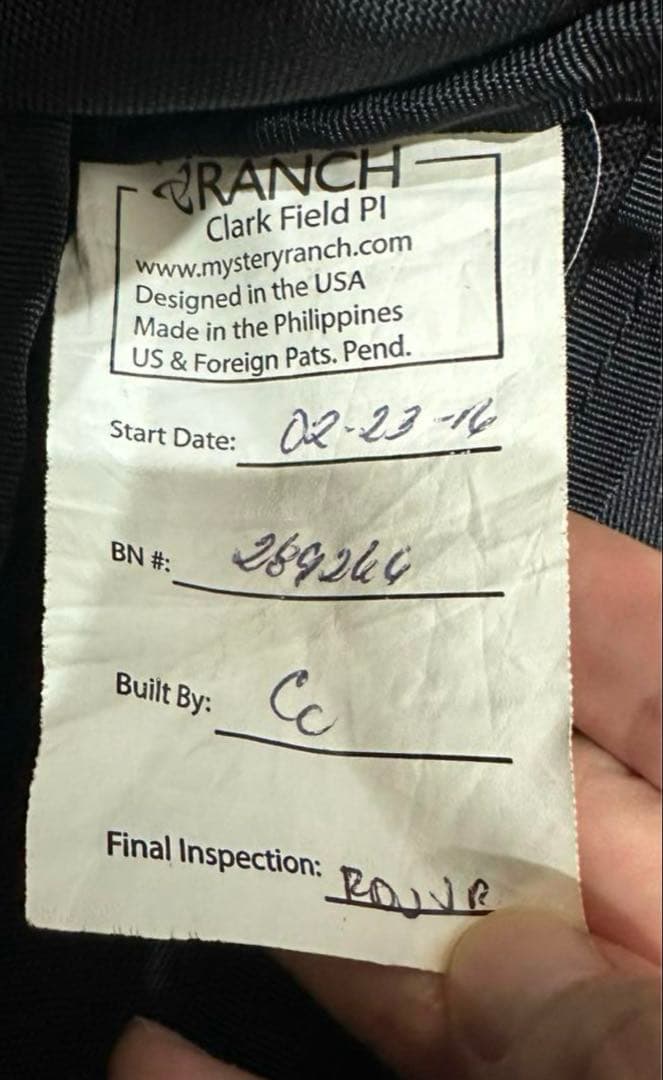 RANCH
Clark Field PI
www.mysteryranch.com
Designed in the USA
Made in the Philippines
US & Foreign Pats. Pend.
Start Date: 02-23-16
BN #:
Built By: Cc
Final Inspection: